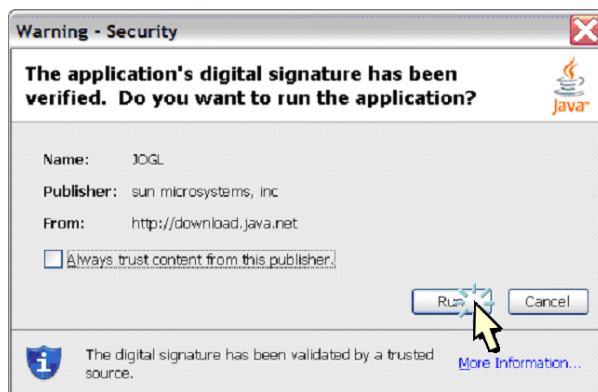 Warning - Security
The application's digital signature has been
verified. Do you want to run the application?
Java™
Name: JOGL
Publisher: sun microsystems, inc
From: http://download.java.net
Always trust content from this publisher.
Run Cancel
The digital signature has been validated by a trusted
source.
More Information...